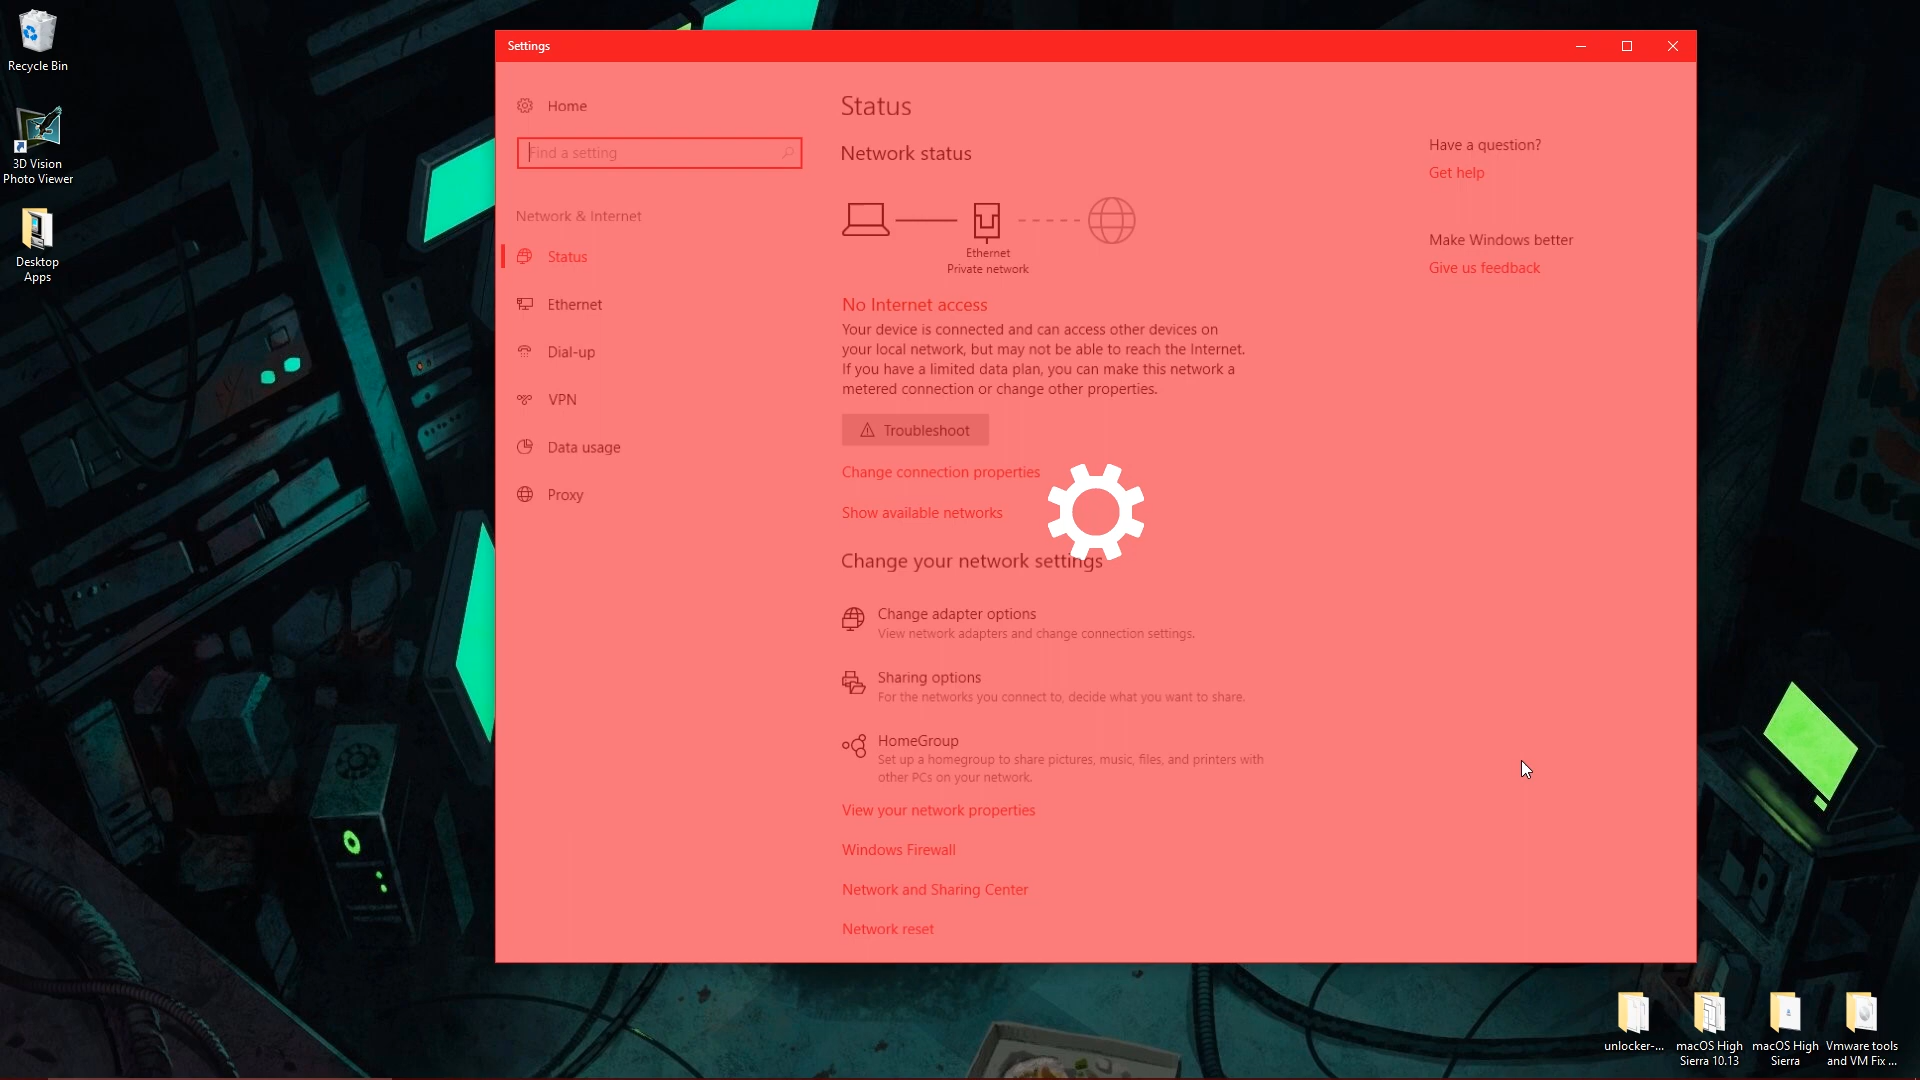 Recycle Bin
3D Vision
Photo Viewer
Desktop
Apps
Settings
Home
Find a setting
Network & Internet
Status
Ethernet
Dial-up
VPN
Data usage
Proxy
Status
Network status
Ethernet
Private network
No Internet access
Your device is connected and can access other devices on
your local network, but may not be able to reach the Internet.
If you have a limited data plan, you can make this network a
metered connection or change other properties.
Troubleshoot
Change connection properties
Show available networks
Change your network settings
Change adapter options
View network adapters and change connection settings.
Sharing options
For the networks you connect to, decide what you want to share.
HomeGroup
Set up a homegroup to share pictures, music, files, and printers with
other PCs on your network.
View your network properties
Windows Firewall
Network and Sharing Center
Network reset
Have a question?
Get help
Make Windows better
Give us feedback
unlocker-...
macOS High
Sierra 10.13
macOS High
Sierra
Vmware tools
and VM Fix ...